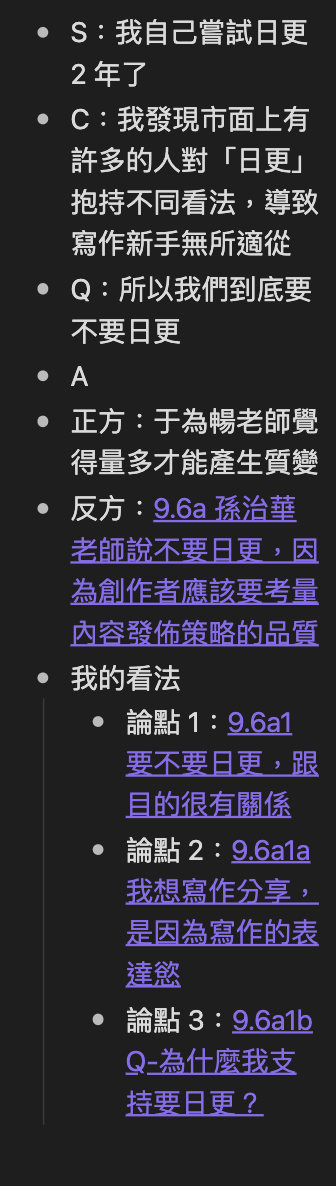 S：我自己嘗試日更
2 年了
C：我發現市面上有
許多的人對「日更」
抱持不同看法，導致
寫作新手無所適從
Q：所以我們到底要
不要日更
A
正方：于為暢老師覺
得量多才能產生質變
反方：9.6a 孫治華
老師說不要日更，因
為創作者應該要考量
內容發佈策略的品質
我的看法
論點 1：9.6a1
要不要日更，跟
目的很有關係
論點 2：9.6a1a
我想寫作分享，
是因為寫作的表
達慾
論點 3：9.6a1b
Q-為什麼我支
持要日更？